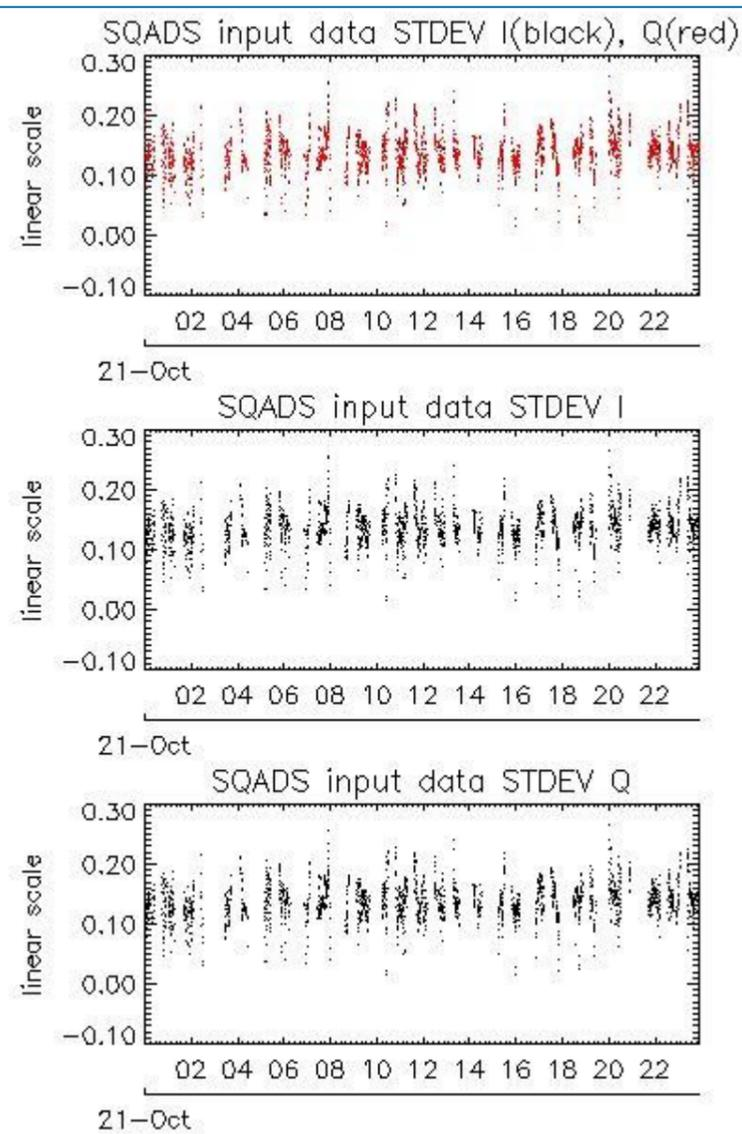 SQADS input data STDEV I(black), Q(red)
0.30
0.20
0.10
0.00
−0.10
linear scale
02 04 06 08 10 12 14 16 18 20 22
21−Oct
SQADS input data STDEV I
0.30
0.20
0.10
0.00
−0.10
linear scale
02 04 06 08 10 12 14 16 18 20 22
21−Oct
SQADS input data STDEV Q
0.30
0.20
0.10
0.00
−0.10
linear scale
02 04 06 08 10 12 14 16 18 20 22
21−Oct